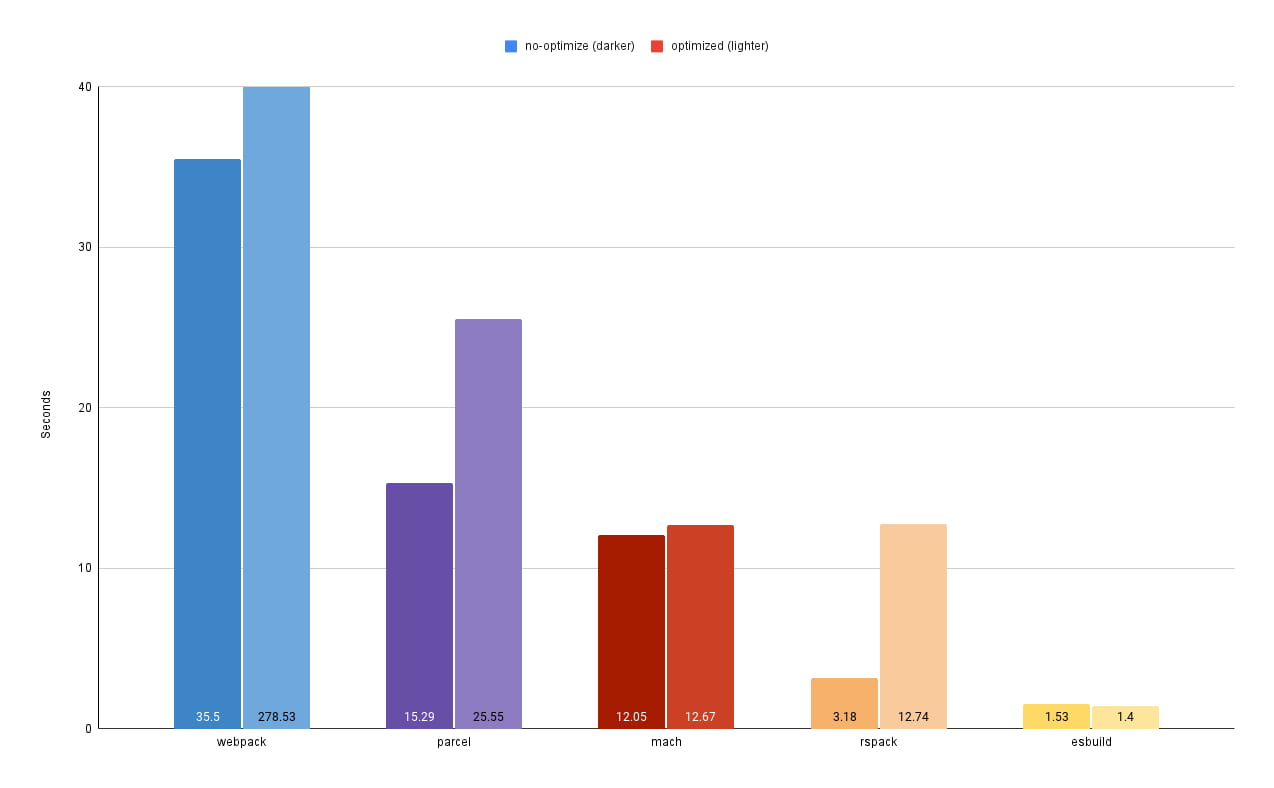 no-optimize (darker) optimized (lighter)
40
30
20
10
0
Seconds
35.5 278.53 15.29 25.55 12.05 12.67 3.18 12.74 1.53 1.4
webpack parcel mach rspack esbuild